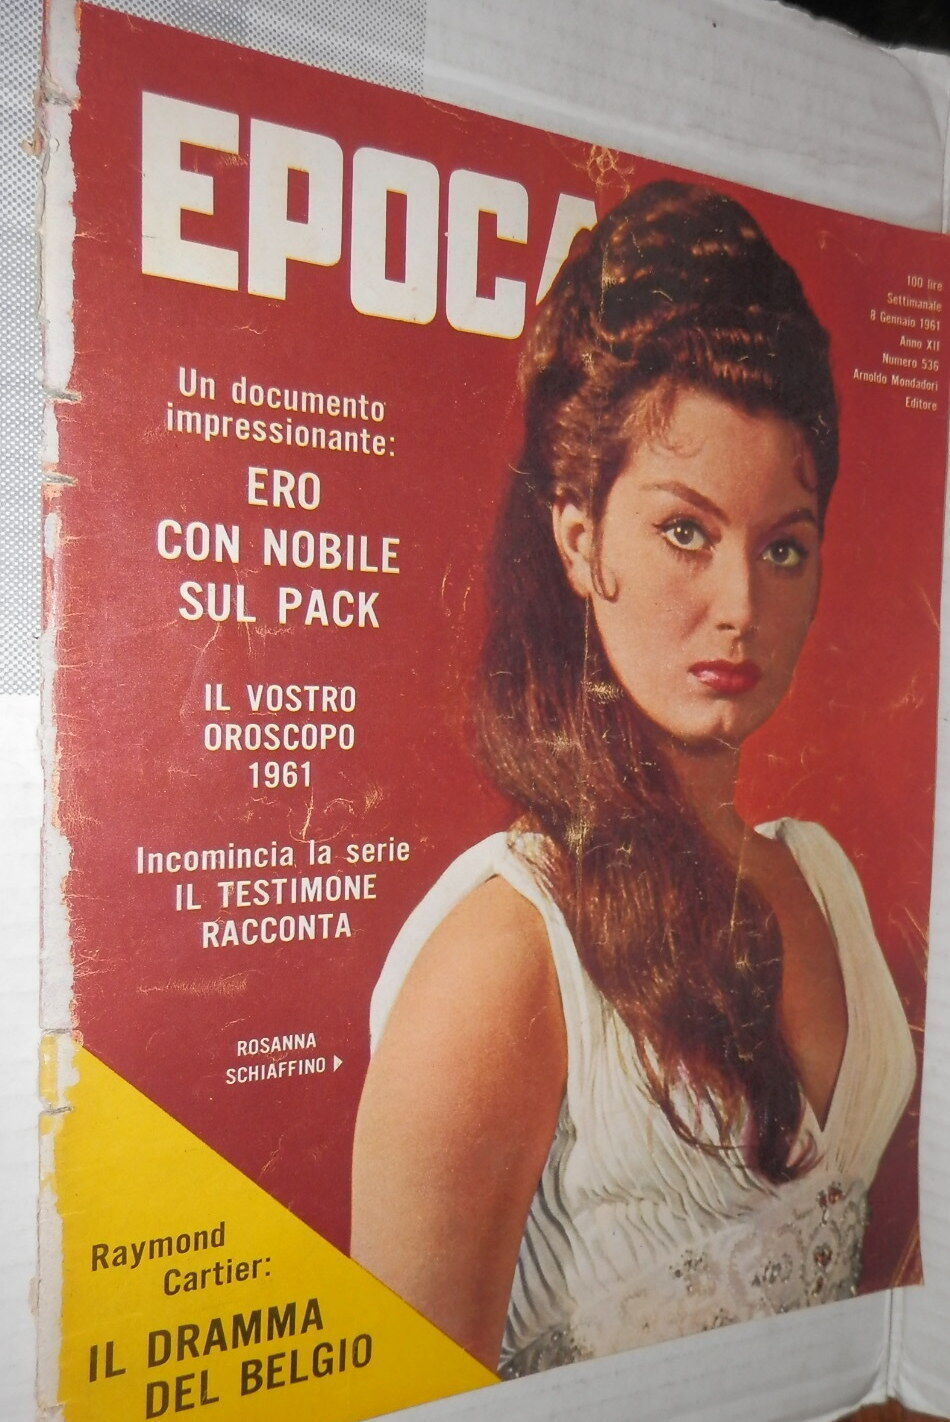 EPOCA
100 lire
Settimanale
8 Gennaio 1961
Anno XII
Numero 536
Arnoldo Mondadori
Editore
Un documento
impressionante:
ERO
CON NOBILE
SUL PACK
IL VOSTRO
OROSCOPO
1961
Incomincia la serie
IL TESTIMONE
RACCONTA
ROSANNA
SCHIAFFINO
Raymond
Cartier:
IL DRAMMA
DEL BELGIO